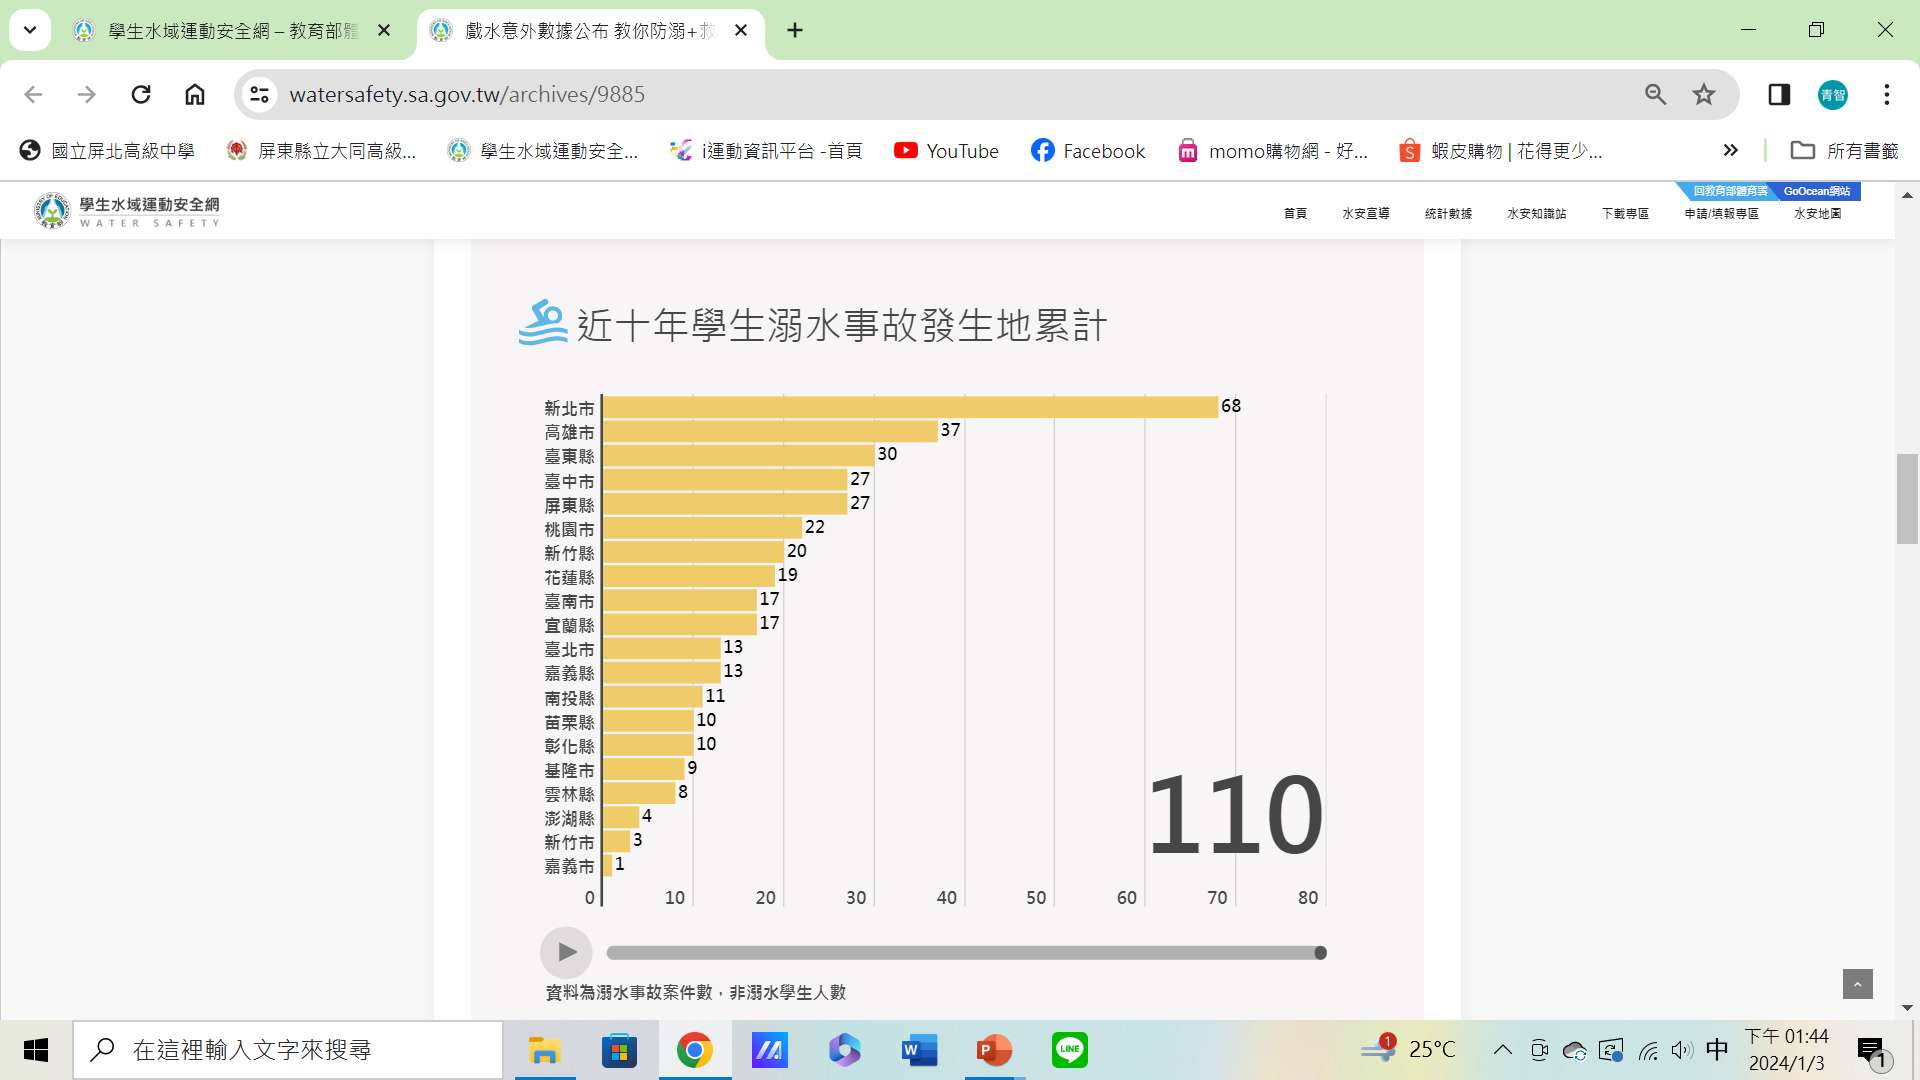 學生水域運動安全網 – 教育部體
戲水意外數據公布 教你防溺+救
watersafety.sa.gov.tw/archives/9885
青智
國立屏北高級中學
屏東縣立大同高級...
學生水域運動安全...
i運動資訊平台 -首頁
YouTube
Facebook
momo購物網 - 好...
蝦皮購物 | 花得更少...
所有書籤
學生水域運動安全網
WATER SAFETY
回教育部體育署
GoOcean網站
首頁
水安宣導
統計數據
水安知識站
下載專區
申請/填報專區
水安地圖
近十年學生溺水事故發生地累計
新北市 68
高雄市 37
臺東縣 30
臺中市 27
屏東縣 27
桃園市 22
新竹縣 20
花蓮縣 19
臺南市 17
宜蘭縣 17
臺北市 13
嘉義縣 13
南投縣 11
苗栗縣 10
彰化縣 10
基隆市 9
雲林縣 8
澎湖縣 4
新竹市 3
嘉義市 1
110
0 10 20 30 40 50 60 70 80
資料為溺水事故案件數，非溺水學生人數
在這裡輸入文字來搜尋
1
25°C
中
下午 01:44
2024/1/3
1